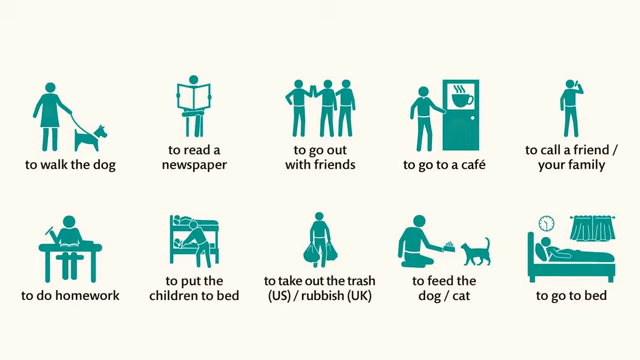 to walk the dog
to read a
newspaper
to go out
with friends
to go to a café
to call a friend /
your family
to do homework
to put the
children to bed
to take out the trash
(US) / rubbish (UK)
to feed the
dog / cat
to go to bed